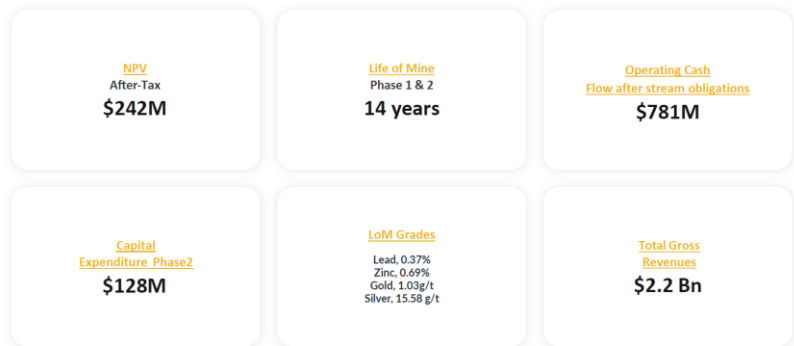 NPV
After-Tax
$242M
Life of Mine
Phase 1 & 2
14 years
Operating Cash
Flow after stream obligations
$781M
Capital
Expenditure Phase2
$128M
LoM Grades
Lead, 0.37%
Zinc, 0.69%
Gold, 1.03g/t
Silver, 15.58 g/t
Total Gross
Revenues
$2.2 Bn